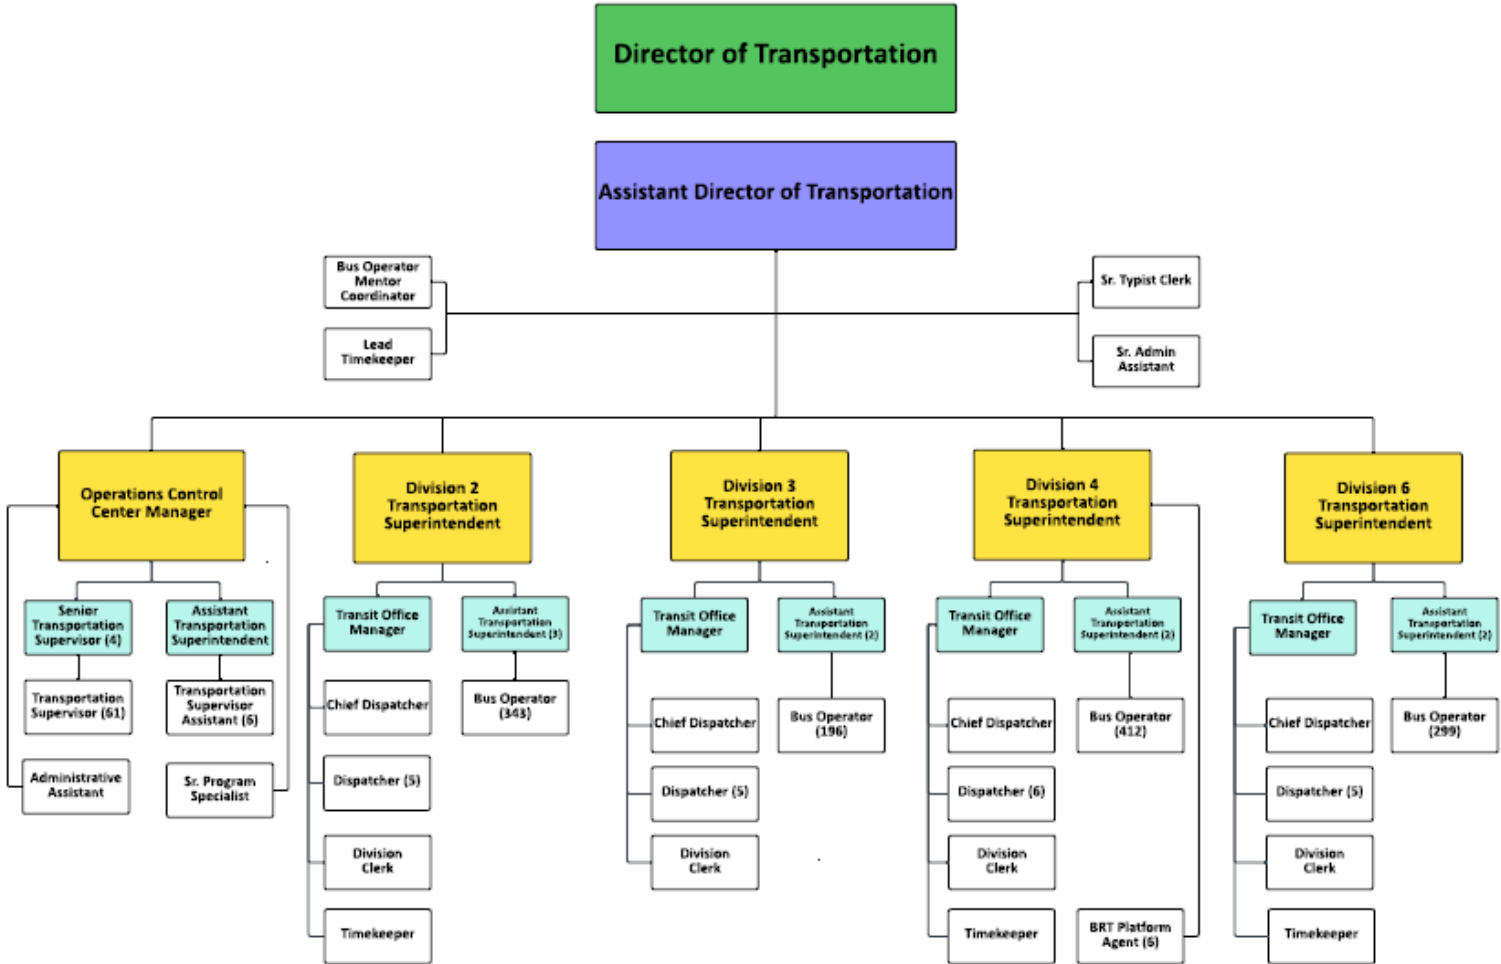 Director of Transportation
Assistant Director of Transportation
Bus Operator
Mentor
Coordinator
Sr. Typist Clerk
Lead
Timekeeper
Sr. Admin
Assistant
Operations Control
Center Manager
Division 2
Transportation
Superintendent
Division 3
Transportation
Superintendent
Division 4
Transportation
Superintendent
Division 6
Transportation
Superintendent
Senior
Transportation
Supervisor (4)
Assistant
Transportation
Superintendent
Transit Office
Manager
Assistant
Transportation
Superintendent (3)
Transit Office
Manager
Assistant
Transportation
Superintendent (2)
Transit Office
Manager
Assistant
Transportation
Superintendent (2)
Transit Office
Manager
Assistant
Transportation
Superintendent (2)
Transportation
Supervisor (61)
Transportation
Supervisor
Assistant (6)
Chief Dispatcher
Bus Operator
(343)
Chief Dispatcher
Bus Operator
(196)
Chief Dispatcher
Bus Operator
(412)
Chief Dispatcher
Bus Operator
(299)
Administrative
Assistant
Sr. Program
Specialist
Dispatcher (5)
Dispatcher (5)
Dispatcher (6)
Dispatcher (5)
Division
Clerk
Division
Clerk
Division
Clerk
Division
Clerk
Timekeeper
Timekeeper
BRT Platform
Agent (6)
Timekeeper